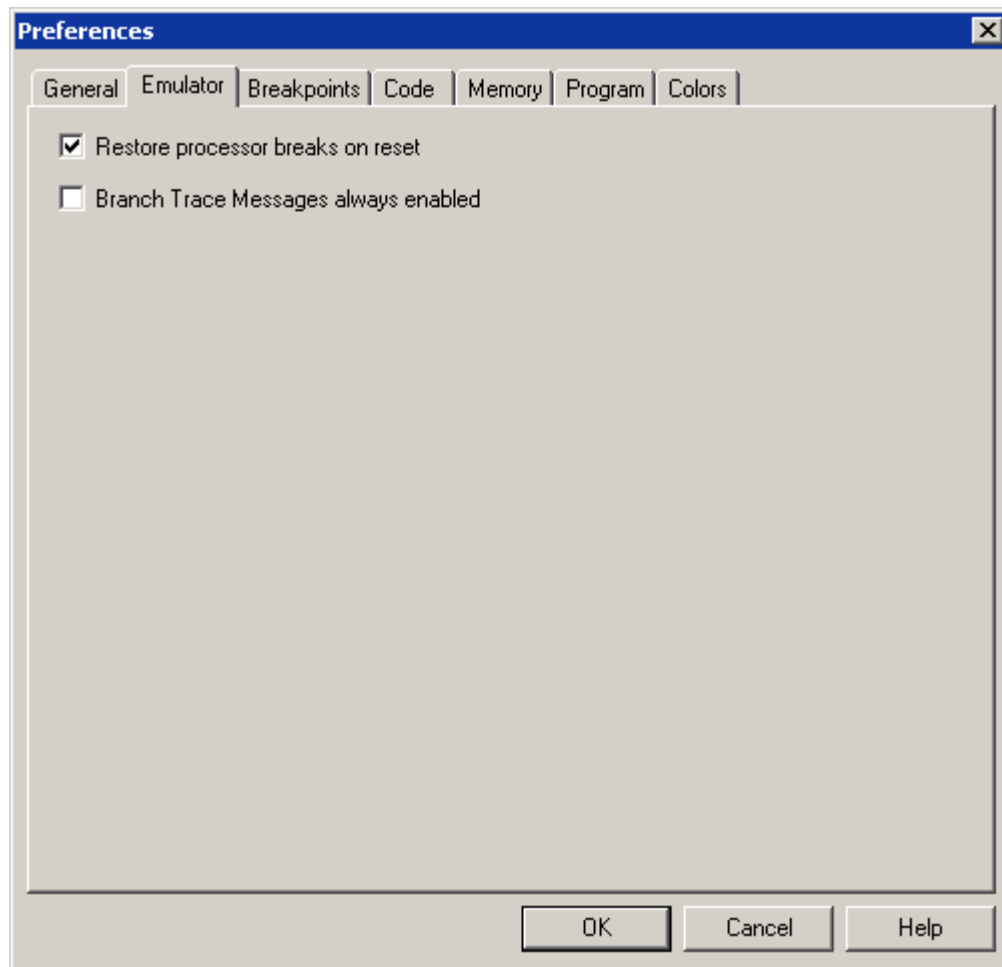 Preferences
General Emulator Breakpoints Code Memory Program Colors
Restore processor breaks on reset
Branch Trace Messages always enabled
OK Cancel Help